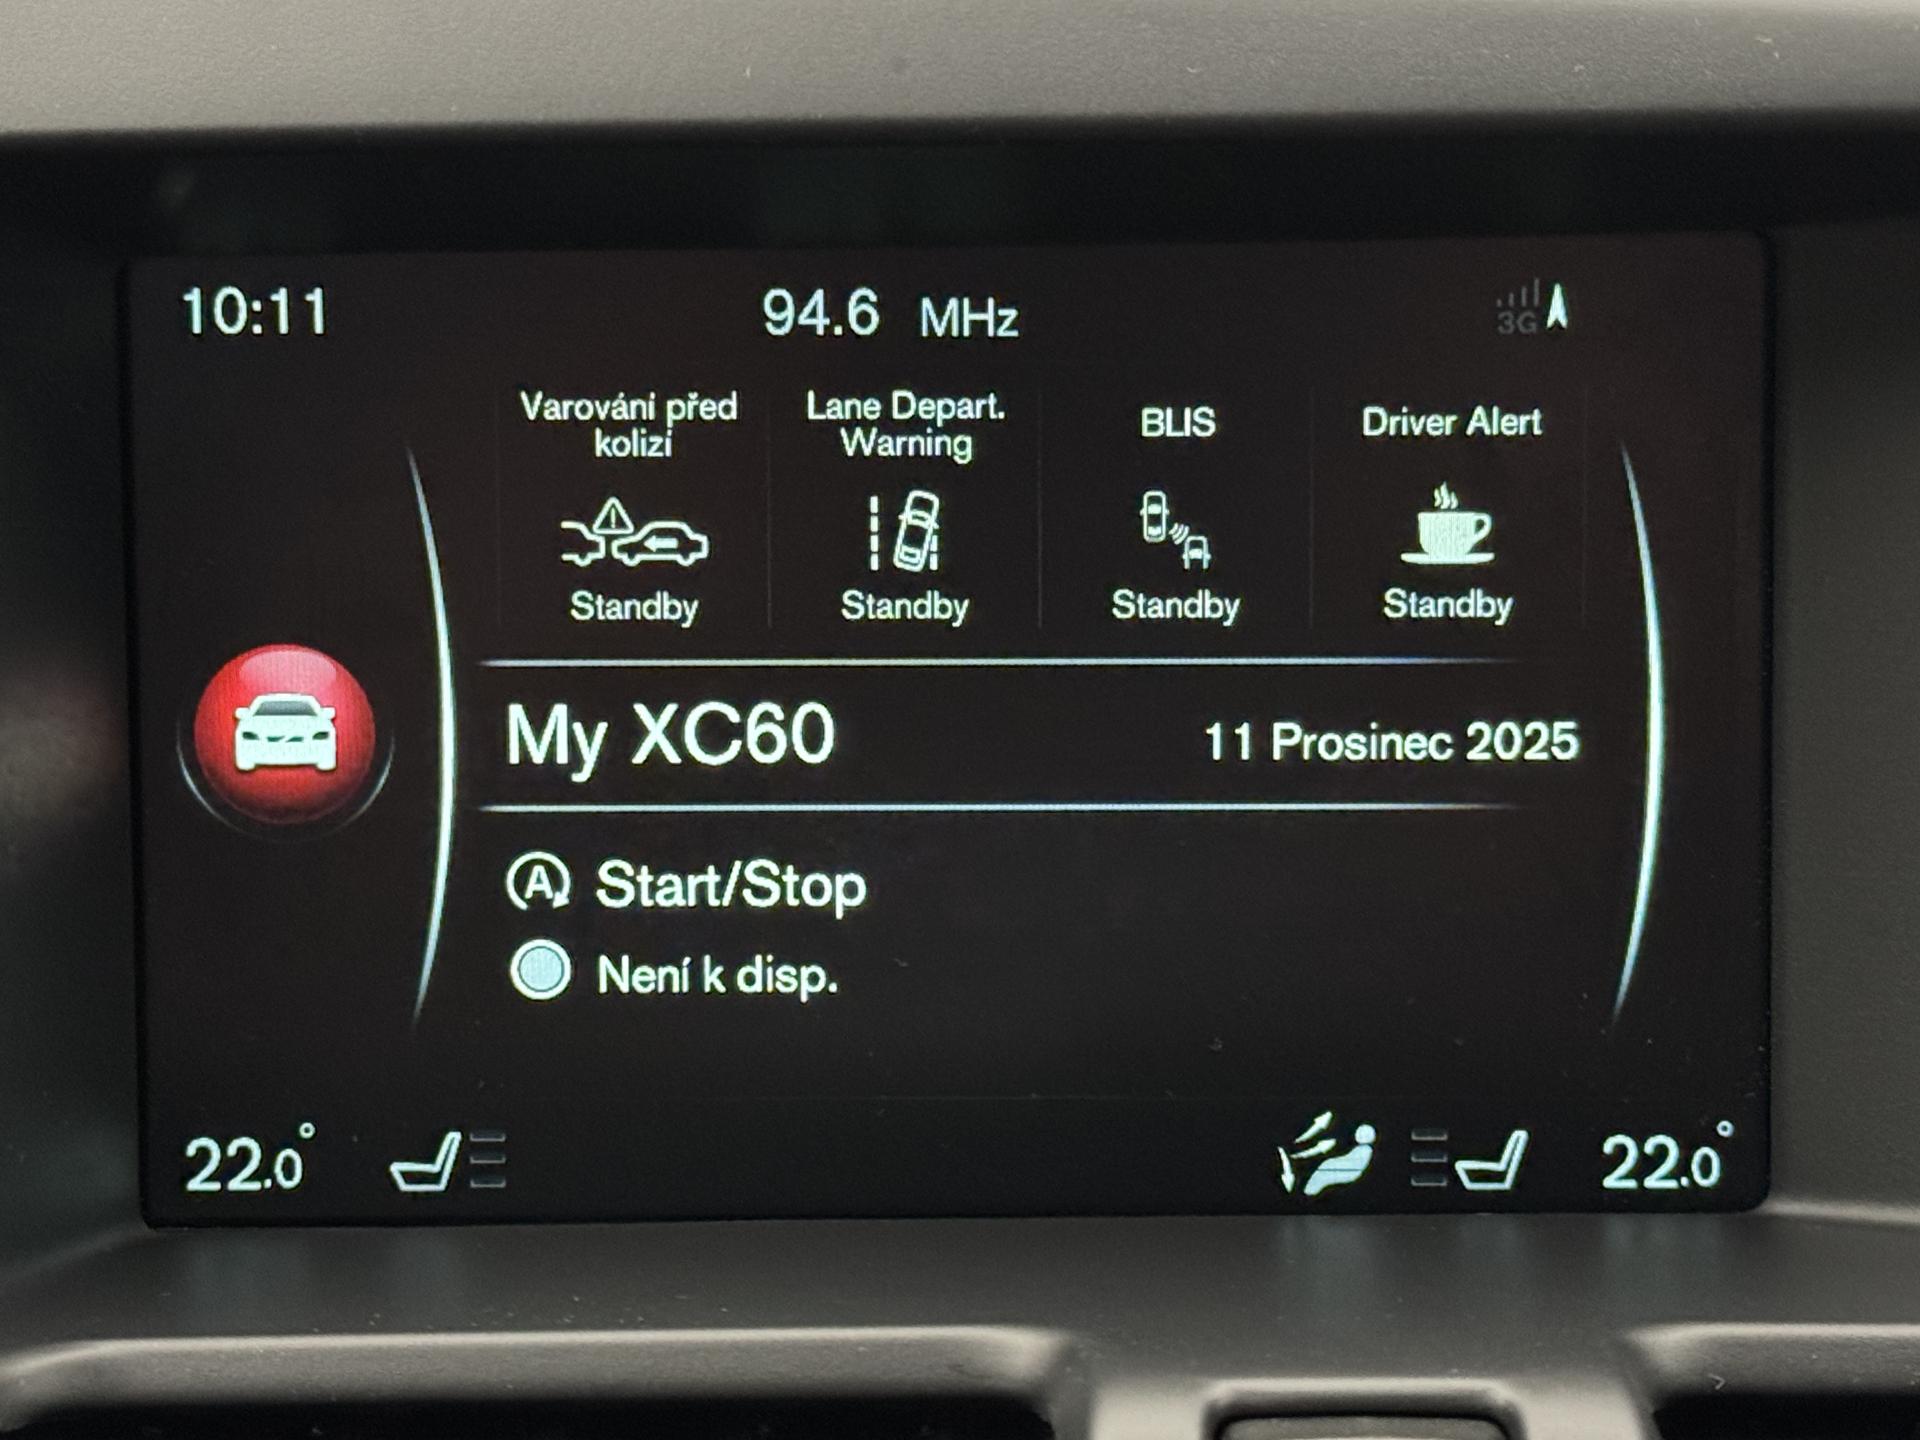 10:11 94.6 MHz 3G
Varování před
kolizí
Lane Depart.
Warning
BLIS
Driver Alert
Standby Standby Standby Standby
My XC60 11 Prosinec 2025
A Start/Stop
Není k disp.
22.0° 22.0°